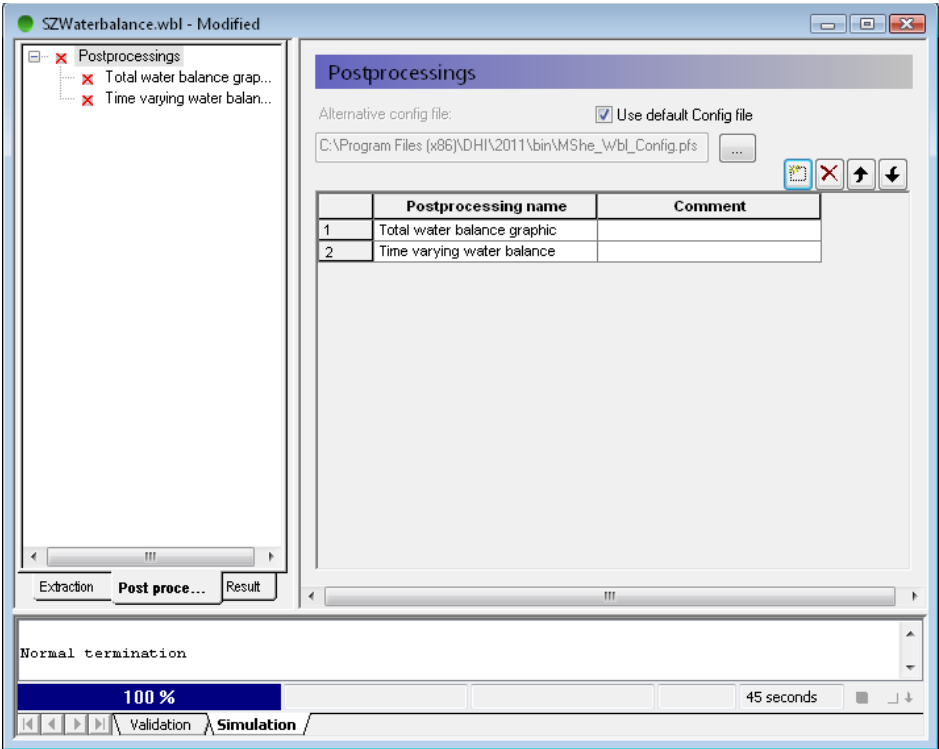 SZWaterbalance.wbl - Modified
Postprocessings
Total water balance grap...
Time varying water balan...
Postprocessings
Alternative config file:
Use default Config file
C:\Program Files (x86)\DHI\2011\bin\MShe_Wbl_Config.pfs
...
Postprocessing name Comment
1 Total water balance graphic
2 Time varying water balance
Extraction Post proce... Result
Normal termination
100 % 45 seconds
Validation Simulation